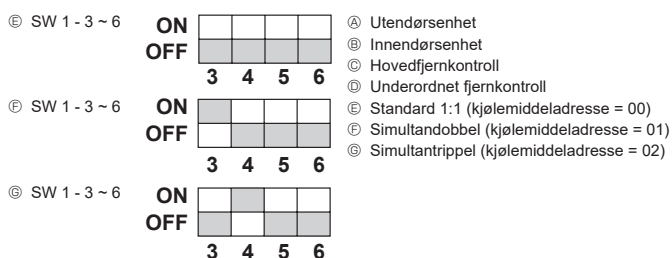 Ⓔ SW 1 - 3 ~ 6
ON
OFF
3 4 5 6
Ⓕ SW 1 - 3 ~ 6
ON
OFF
3 4 5 6
Ⓖ SW 1 - 3 ~ 6
ON
OFF
3 4 5 6
Ⓐ Utendørsenhet
Ⓑ Innendørsenhet
Ⓒ Hovedfjernkontroll
Ⓓ Underordnet fjernkontroll
Ⓔ Standard 1:1 (kjølemiddeladresse = 00)
Ⓕ Simultandobbel (kjølemiddeladresse = 01)
Ⓖ Simultantrippel (kjølemiddeladresse = 02)